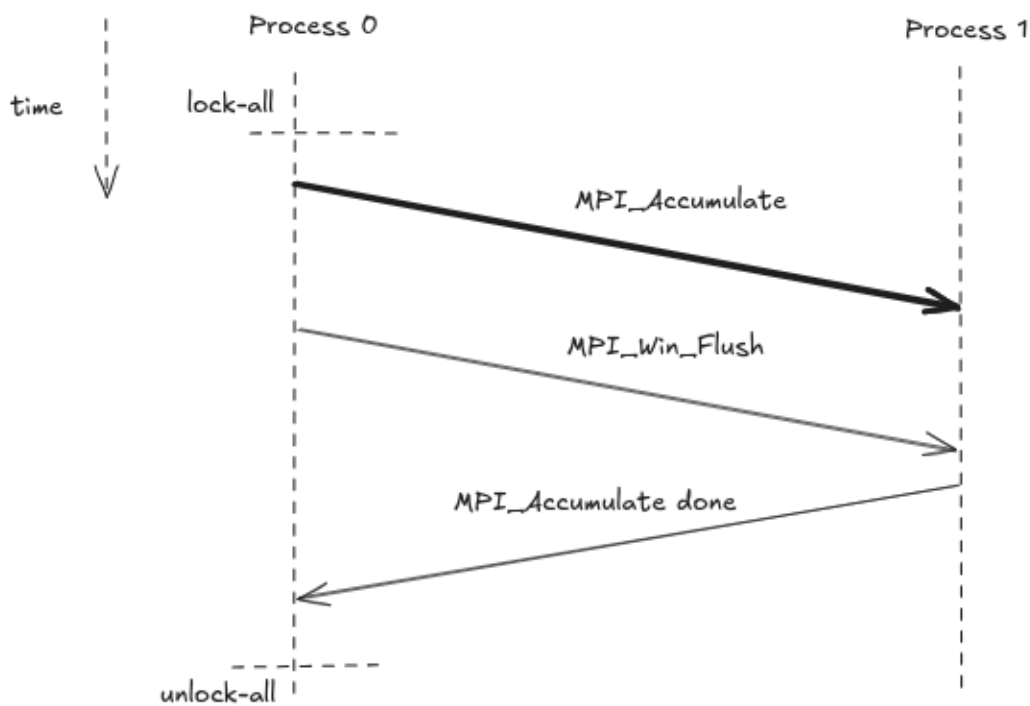 Process 0
Process 1
time
lock-all
MPI_Accumulate
MPI_Win_Flush
MPI_Accumulate done
unlock-all